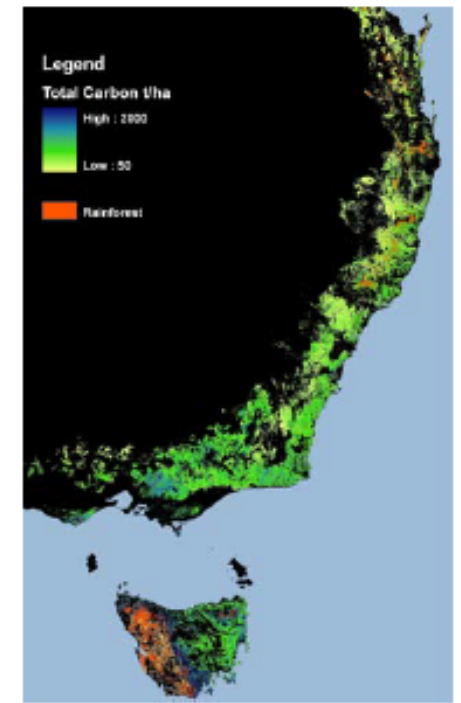 Legend
Total Carbon t/ha
High : 2000
Low : 50
Rainforest